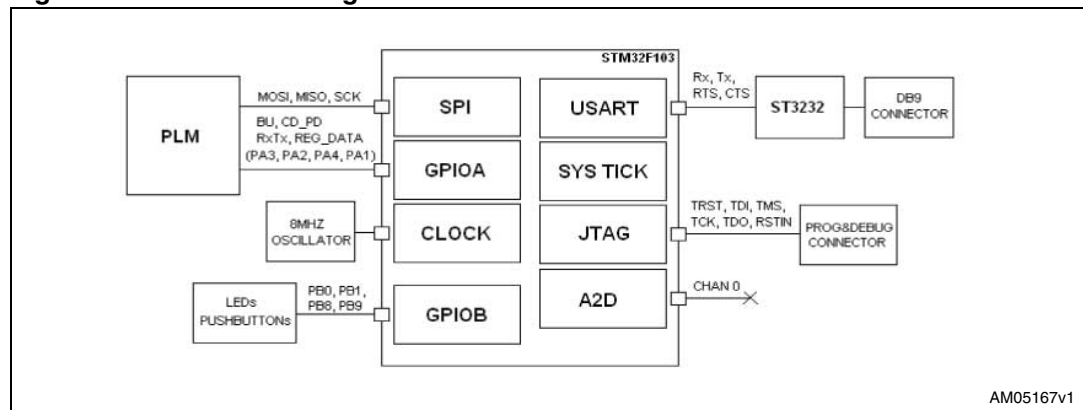 STM32F103
PLM
MOSI, MISO, SCK
BU, CD_PD
RxTx, REG_DATA
(PA3, PA2, PA4, PA1)
8MHZ
OSCILLATOR
LEDs
PUSHBUTTONs
PB0, PB1,
PB8, PB9
SPI
GPIOA
CLOCK
GPIOB
USART
SYS TICK
JTAG
A2D
Rx, Tx,
RTS, CTS
ST3232
DB9
CONNECTOR
TRST, TDI, TMS,
TCK, TDO, RSTIN
PROG&DEBUG
CONNECTOR
CHAN 0
AM05167v1